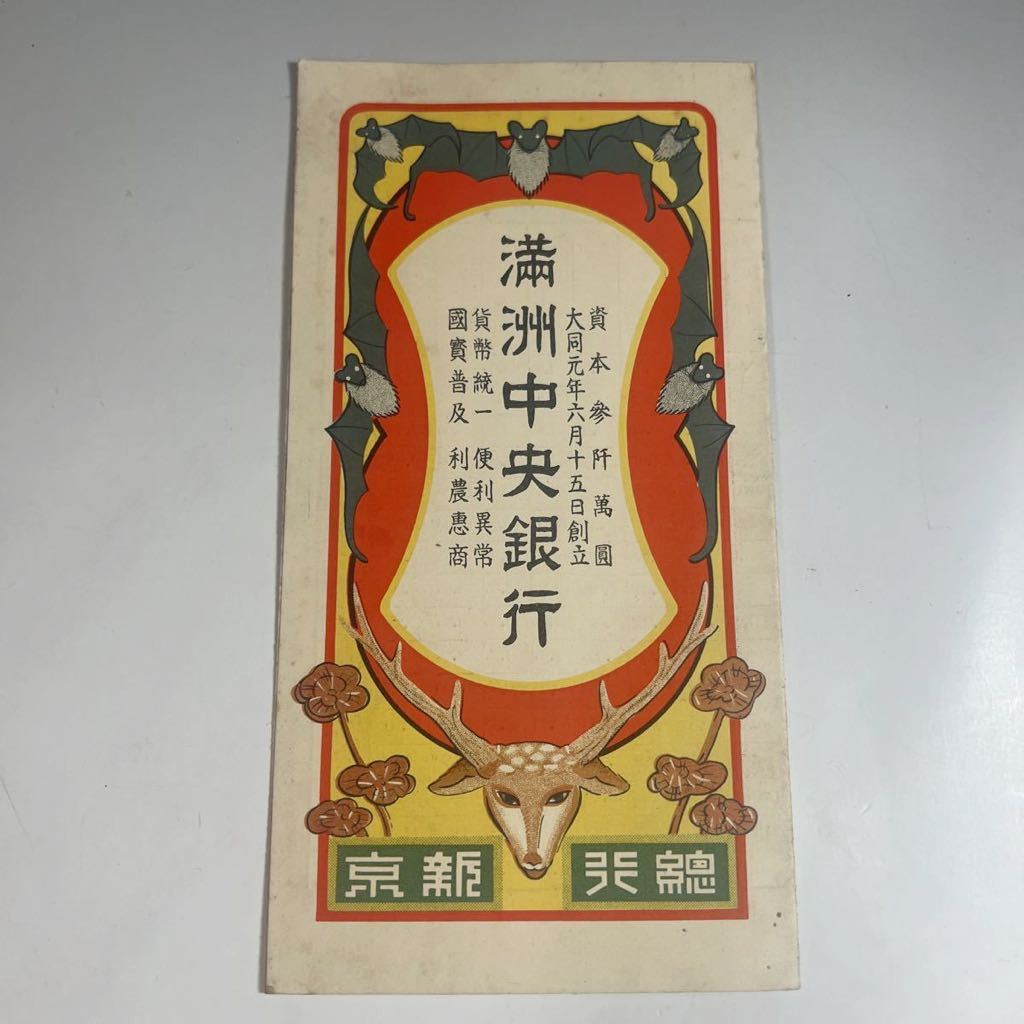 資本參阡萬圓
大同元年六月十五日創立
滿洲中央銀行
貨幣統一 便利異常
國寶普及 利農惠商
總行
新京